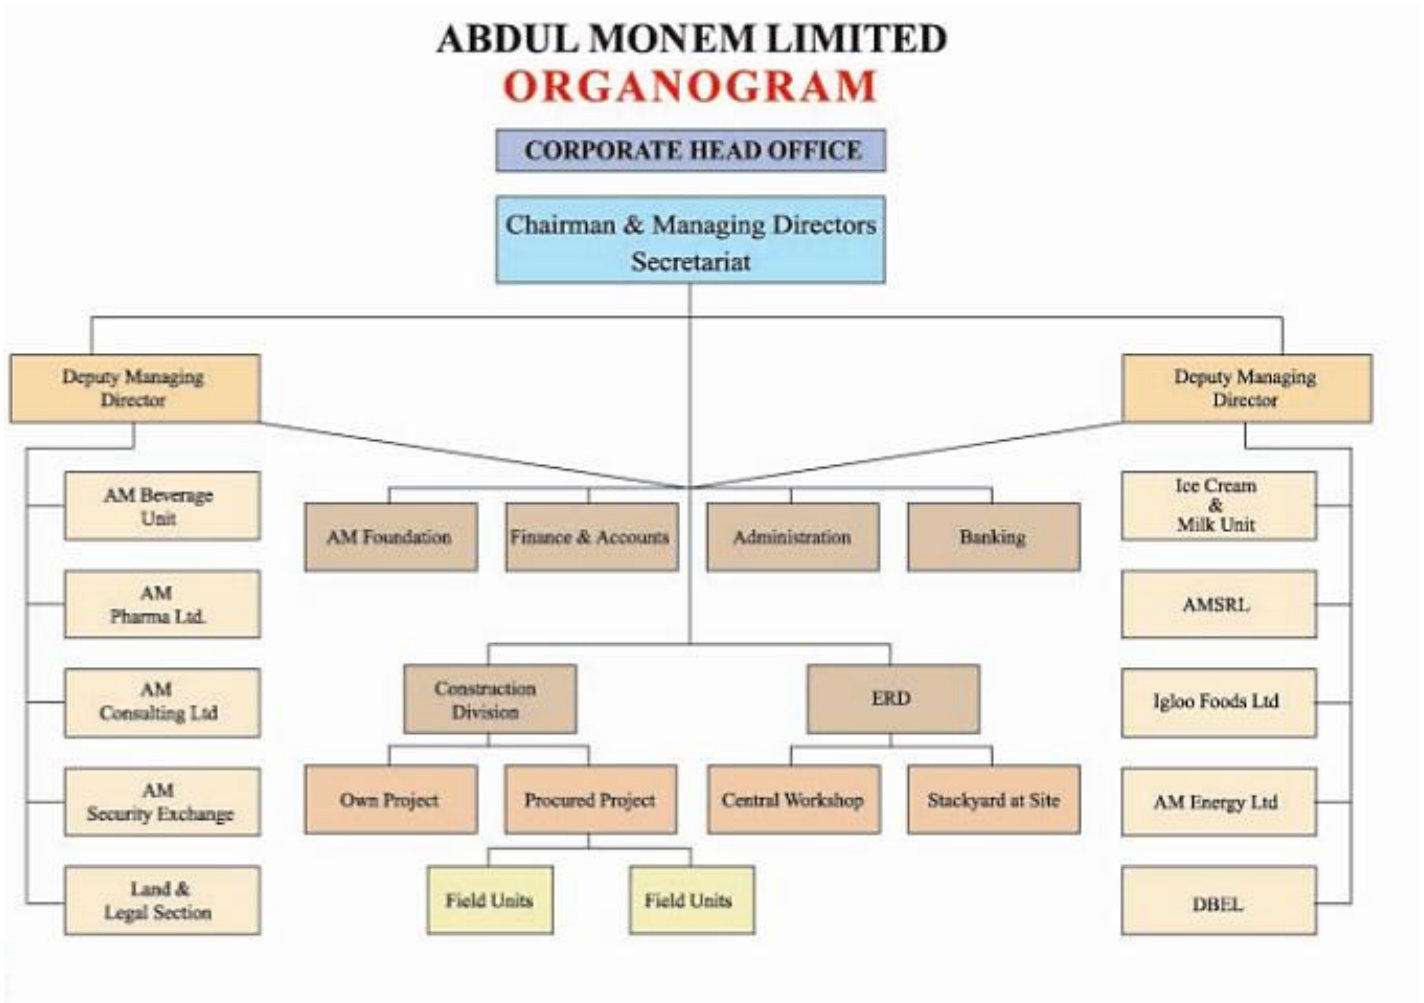 ABDUL MONEM LIMITED
ORGANOGRAM
CORPORATE HEAD OFFICE
Chairman & Managing Directors
Secretariat
Deputy Managing
Director
Deputy Managing
Director
AM Beverage
Unit
AM
Pharma Ltd.
AM
Consulting Ltd
AM
Security Exchange
Land &
Legal Section
AM Foundation
Finance & Accounts
Administration
Banking
Construction
Division
ERD
Own Project
Procured Project
Central Workshop
Stackyard at Site
Field Units
Field Units
Ice Cream
&
Milk Unit
AMSRL
Igloo Foods Ltd
AM Energy Ltd
DBEL